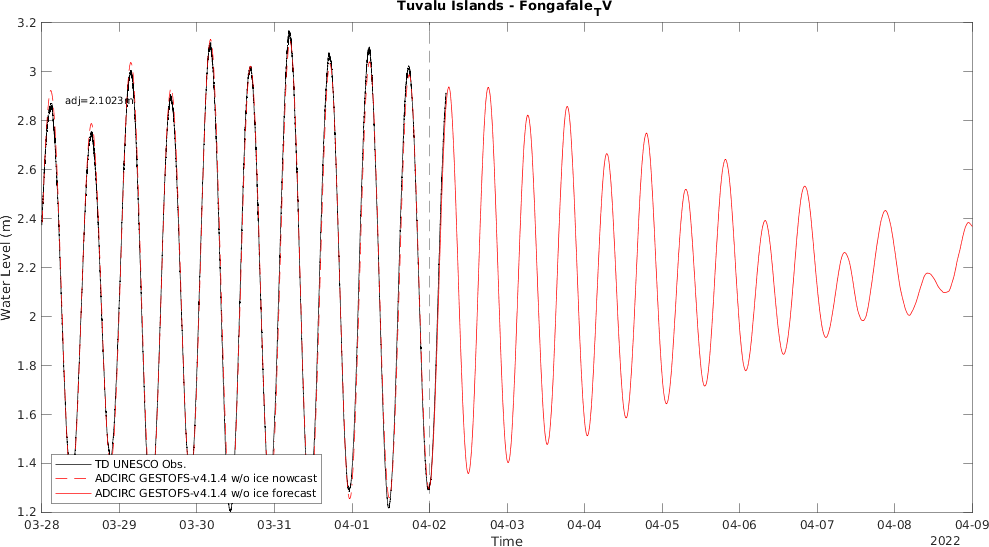 Tuvalu Islands - Fongafale_TV
Water Level (m)
3.2
3
2.8
2.6
2.4
2.2
2
1.8
1.6
1.4
1.2
adj=2.1023 m
TD UNESCO Obs.
ADCIRC GESTOFS-v4.1.4 w/o ice nowcast
ADCIRC GESTOFS-v4.1.4 w/o ice forecast
03-28 03-29 03-30 03-31 04-01 04-02 04-03 04-04 04-05 04-06 04-07 04-08 04-09
Time
2022